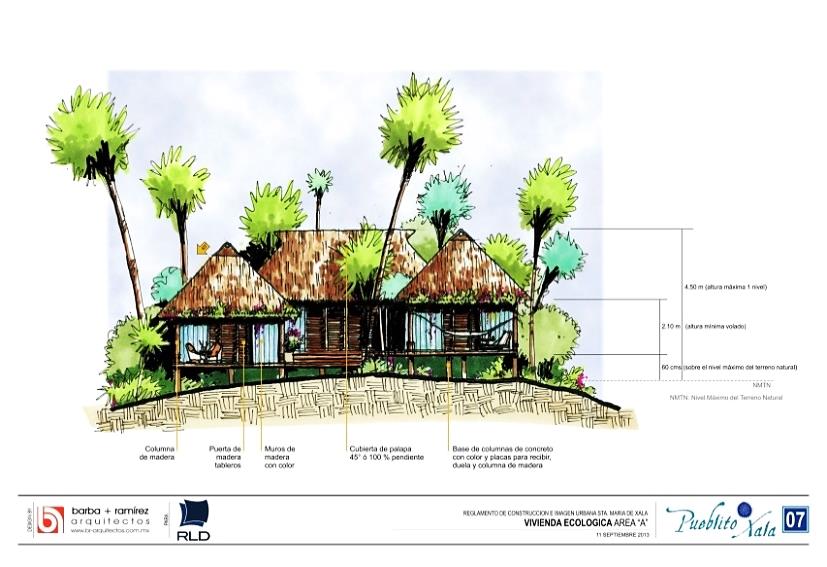 4.50 m (altura máxima 1 nivel)
2.10 m (altura mínima volado)
60 cms (sobre el nivel máximo del terreno natural)
NMTN
NMTN: Nivel Máximo del Terreno Natural
Columna
de madera
Puerta de
madera
tableros
Muros de
madera
con color
Cubierta de palapa
45° ó 100 % pendiente
Base de columnas de concreto
con color y placas para recibir,
duela y columna de madera
DESIGN BY
barba + ramírez
arquitectos
www.br-arquitectos.com.mx
PARA:
RLD
REGLAMENTO DE CONSTRUCCION E IMAGEN URBANA STA. MARIA DE XALA
VIVIENDA ECOLOGICA AREA "A"
11 SEPTIEMBRE 2013
Pueblito Xala
07